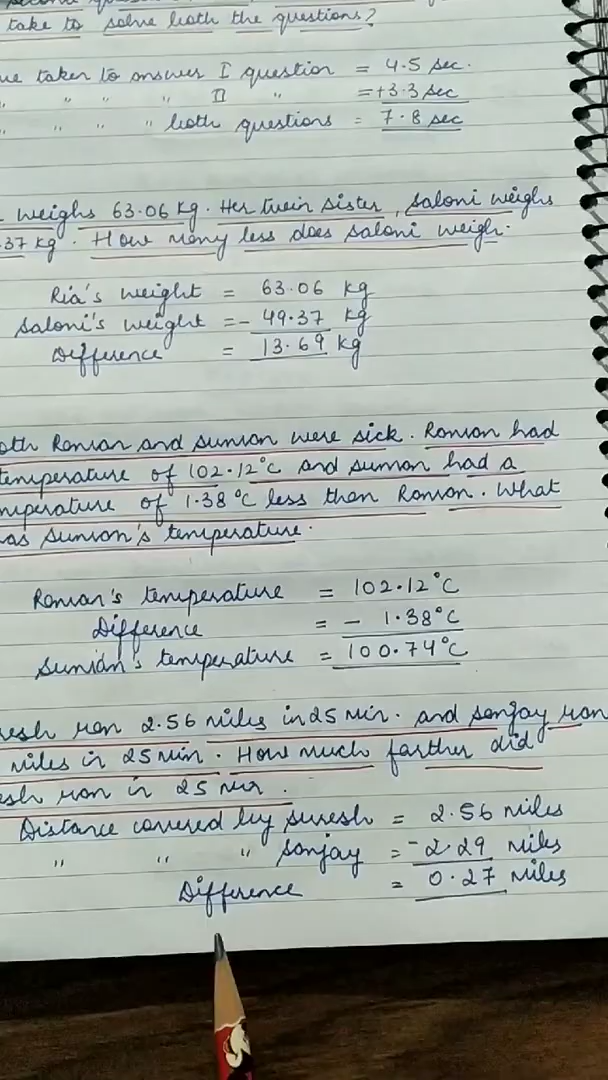 take to solve both the questions?
taken to answer I question = 4.5 sec.
" " " " II " = +3.3 sec
" " " " both questions = 7.8 sec
weighs 63.06 kg. Her twin sister, Saloni weighs
.37 kg. How many less does Saloni weigh.
Ria's weight = 63.06 kg
Saloni's weight = - 49.37 kg
Difference = 13.69 kg
oth Roman and suman were sick. Roman had
temperature of 102.12°C and suman had a
mperature of 1.38°C less than Roman. What
as suman's temperature.
Roman's temperature = 102.12°C
Difference = - 1.38°C
Suman's temperature = 100.74°C
esh ran 2.56 miles in 25 Min. and Sanjay ran
miles in 25 Min. How much farther did
esh ran in 25 Min.
Distance covered by suresh = 2.56 Miles
" " " Sanjay = -2.29 Miles
Difference = 0.27 Miles